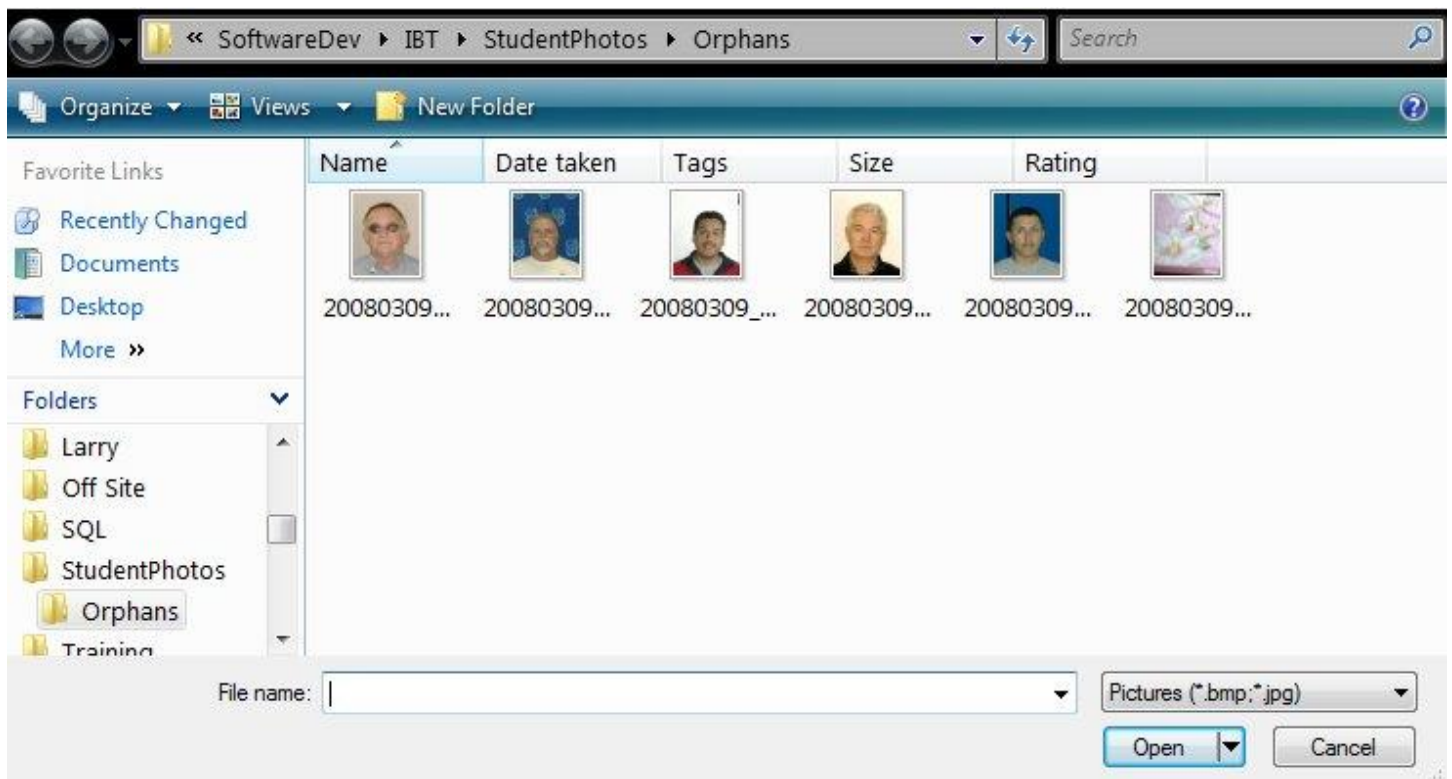 « SoftwareDev ▸ IBT ▸ StudentPhotos ▸ Orphans
Search
Organize Views New Folder
Favorite Links
Recently Changed
Documents
Desktop
More »
Folders
Larry
Off Site
SQL
StudentPhotos
Orphans
Training
Name Date taken Tags Size Rating
20080309... 20080309... 20080309_... 20080309... 20080309... 20080309...
File name:
Pictures (*.bmp;*.jpg)
Open Cancel